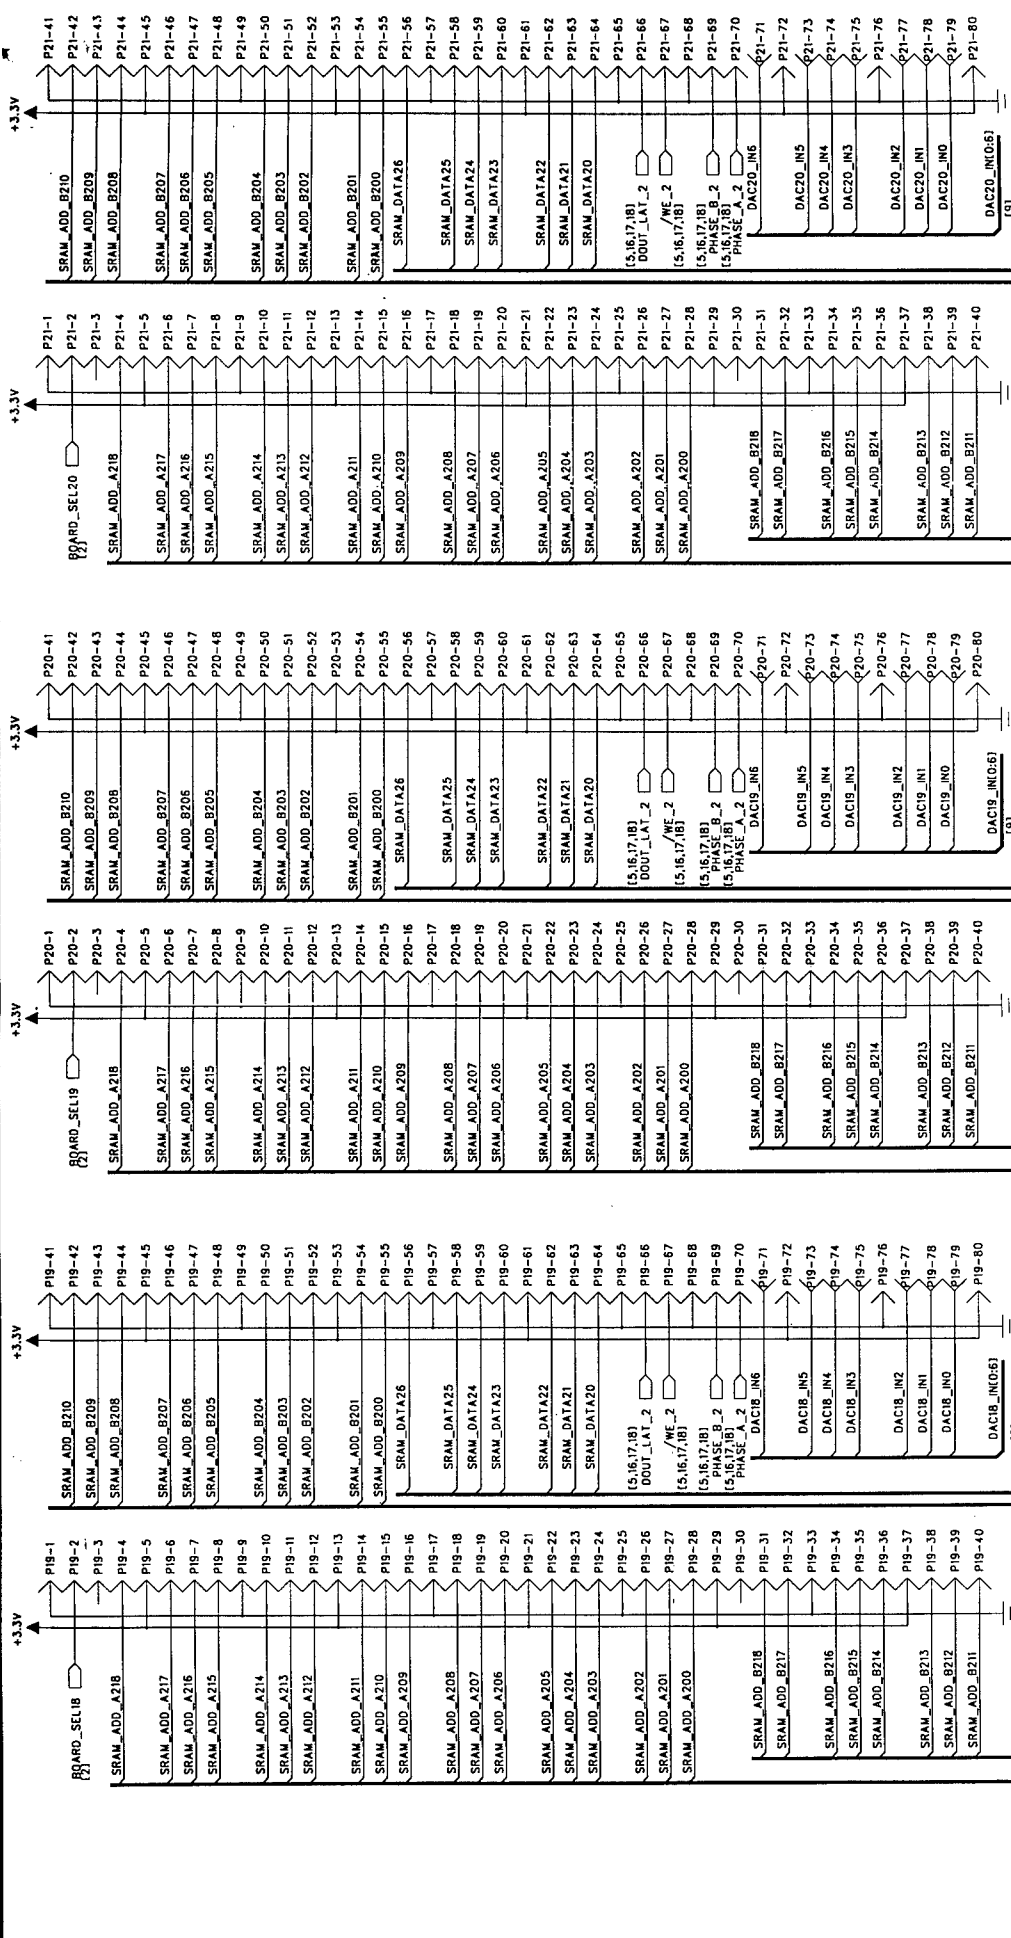 +3.3V
P21-41
P21-42
P21-43
P21-44
P21-45
P21-46
P21-47
P21-48
P21-49
P21-50
P21-51
P21-52
P21-53
P21-54
P21-55
P21-56
P21-57
P21-58
P21-59
P21-60
P21-61
P21-62
P21-63
P21-64
P21-65
P21-66
P21-67
P21-68
P21-69
P21-70
P21-71
P21-72
P21-73
P21-74
P21-75
P21-76
P21-77
P21-78
P21-79
P21-80
SRAM_ADD_B210
SRAM_ADD_B209
SRAM_ADD_B208
SRAM_ADD_B207
SRAM_ADD_B206
SRAM_ADD_B205
SRAM_ADD_B204
SRAM_ADD_B203
SRAM_ADD_B202
SRAM_ADD_B201
SRAM_ADD_B200
SRAM_DATA26
SRAM_DATA25
SRAM_DATA24
SRAM_DATA23
SRAM_DATA22
SRAM_DATA21
SRAM_DATA20
[5,16,17,18]
DOUT_LAT_2
/WE_2
[5,16,17,18]
[5,16,17,18]
PHASE_B_2
[5,16,17,18]
PHASE_A_2
DAC20_IN6
DAC20_IN5
DAC20_IN4
DAC20_IN3
DAC20_IN2
DAC20_IN1
DAC20_IN0
DAC20_IN[0:6]
[9]
+3.3V
P21-1
P21-2
P21-3
P21-4
P21-5
P21-6
P21-7
P21-8
P21-9
P21-10
P21-11
P21-12
P21-13
P21-14
P21-15
P21-16
P21-17
P21-18
P21-19
P21-20
P21-21
P21-22
P21-23
P21-24
P21-25
P21-26
P21-27
P21-28
P21-29
P21-30
P21-31
P21-32
P21-33
P21-34
P21-35
P21-36
P21-37
P21-38
P21-39
P21-40
BOARD_SEL20
[2]
SRAM_ADD_A218
SRAM_ADD_A217
SRAM_ADD_A216
SRAM_ADD_A215
SRAM_ADD_A214
SRAM_ADD_A213
SRAM_ADD_A212
SRAM_ADD_A211
SRAM_ADD_A210
SRAM_ADD_A209
SRAM_ADD_A208
SRAM_ADD_A207
SRAM_ADD_A206
SRAM_ADD_A205
SRAM_ADD_A204
SRAM_ADD_A203
SRAM_ADD_A202
SRAM_ADD_A201
SRAM_ADD_A200
SRAM_ADD_B218
SRAM_ADD_B217
SRAM_ADD_B216
SRAM_ADD_B215
SRAM_ADD_B214
SRAM_ADD_B213
SRAM_ADD_B212
SRAM_ADD_B211
+3.3V
P20-41
P20-42
P20-43
P20-44
P20-45
P20-46
P20-47
P20-48
P20-49
P20-50
P20-51
P20-52
P20-53
P20-54
P20-55
P20-56
P20-57
P20-58
P20-59
P20-60
P20-61
P20-62
P20-63
P20-64
P20-65
P20-66
P20-67
P20-68
P20-69
P20-70
P20-71
P20-72
P20-73
P20-74
P20-75
P20-76
P20-77
P20-78
P20-79
P20-80
SRAM_ADD_B210
SRAM_ADD_B209
SRAM_ADD_B208
SRAM_ADD_B207
SRAM_ADD_B206
SRAM_ADD_B205
SRAM_ADD_B204
SRAM_ADD_B203
SRAM_ADD_B202
SRAM_ADD_B201
SRAM_ADD_B200
SRAM_DATA26
SRAM_DATA25
SRAM_DATA24
SRAM_DATA23
SRAM_DATA22
SRAM_DATA21
SRAM_DATA20
[5,16,17,18]
DOUT_LAT_2
/WE_2
[5,16,17,18]
[5,16,17,18]
PHASE_B_2
[5,16,17,18]
PHASE_A_2
DAC19_IN6
DAC19_IN5
DAC19_IN4
DAC19_IN3
DAC19_IN2
DAC19_IN1
DAC19_IN0
DAC19_IN[0:6]
+3.3V
P20-1
P20-2
P20-3
P20-4
P20-5
P20-6
P20-7
P20-8
P20-9
P20-10
P20-11
P20-12
P20-13
P20-14
P20-15
P20-16
P20-17
P20-18
P20-19
P20-20
P20-21
P20-22
P20-23
P20-24
P20-25
P20-26
P20-27
P20-28
P20-29
P20-30
P20-31
P20-32
P20-33
P20-34
P20-35
P20-36
P20-37
P20-38
P20-39
P20-40
BOARD_SEL19
[2]
SRAM_ADD_A218
SRAM_ADD_A217
SRAM_ADD_A216
SRAM_ADD_A215
SRAM_ADD_A214
SRAM_ADD_A213
SRAM_ADD_A212
SRAM_ADD_A211
SRAM_ADD_A210
SRAM_ADD_A209
SRAM_ADD_A208
SRAM_ADD_A207
SRAM_ADD_A206
SRAM_ADD_A205
SRAM_ADD_A204
SRAM_ADD_A203
SRAM_ADD_A202
SRAM_ADD_A201
SRAM_ADD_A200
SRAM_ADD_B218
SRAM_ADD_B217
SRAM_ADD_B216
SRAM_ADD_B215
SRAM_ADD_B214
SRAM_ADD_B213
SRAM_ADD_B212
SRAM_ADD_B211
+3.3V
P19-41
P19-42
P19-43
P19-44
P19-45
P19-46
P19-47
P19-48
P19-49
P19-50
P19-51
P19-52
P19-53
P19-54
P19-55
P19-56
P19-57
P19-58
P19-59
P19-60
P19-61
P19-62
P19-63
P19-64
P19-65
P19-66
P19-67
P19-68
P19-69
P19-70
P19-71
P19-72
P19-73
P19-74
P19-75
P19-76
P19-77
P19-78
P19-79
P19-80
SRAM_ADD_B210
SRAM_ADD_B209
SRAM_ADD_B208
SRAM_ADD_B207
SRAM_ADD_B206
SRAM_ADD_B205
SRAM_ADD_B204
SRAM_ADD_B203
SRAM_ADD_B202
SRAM_ADD_B201
SRAM_ADD_B200
SRAM_DATA26
SRAM_DATA25
SRAM_DATA24
SRAM_DATA23
SRAM_DATA22
SRAM_DATA21
SRAM_DATA20
[5,16,17,18]
DOUT_LAT_2
/WE_2
[5,16,17,18]
[5,16,17,18]
PHASE_B_2
[5,16,17,18]
PHASE_A_2
DAC18_IN6
DAC18_IN5
DAC18_IN4
DAC18_IN3
DAC18_IN2
DAC18_IN1
DAC18_IN0
DAC18_IN[0:6]
+3.3V
P19-1
P19-2
P19-3
P19-4
P19-5
P19-6
P19-7
P19-8
P19-9
P19-10
P19-11
P19-12
P19-13
P19-14
P19-15
P19-16
P19-17
P19-18
P19-19
P19-20
P19-21
P19-22
P19-23
P19-24
P19-25
P19-26
P19-27
P19-28
P19-29
P19-30
P19-31
P19-32
P19-33
P19-34
P19-35
P19-36
P19-37
P19-38
P19-39
P19-40
BOARD_SEL18
[2]
SRAM_ADD_A218
SRAM_ADD_A217
SRAM_ADD_A216
SRAM_ADD_A215
SRAM_ADD_A214
SRAM_ADD_A213
SRAM_ADD_A212
SRAM_ADD_A211
SRAM_ADD_A210
SRAM_ADD_A209
SRAM_ADD_A208
SRAM_ADD_A207
SRAM_ADD_A206
SRAM_ADD_A205
SRAM_ADD_A204
SRAM_ADD_A203
SRAM_ADD_A202
SRAM_ADD_A201
SRAM_ADD_A200
SRAM_ADD_B218
SRAM_ADD_B217
SRAM_ADD_B216
SRAM_ADD_B215
SRAM_ADD_B214
SRAM_ADD_B213
SRAM_ADD_B212
SRAM_ADD_B211